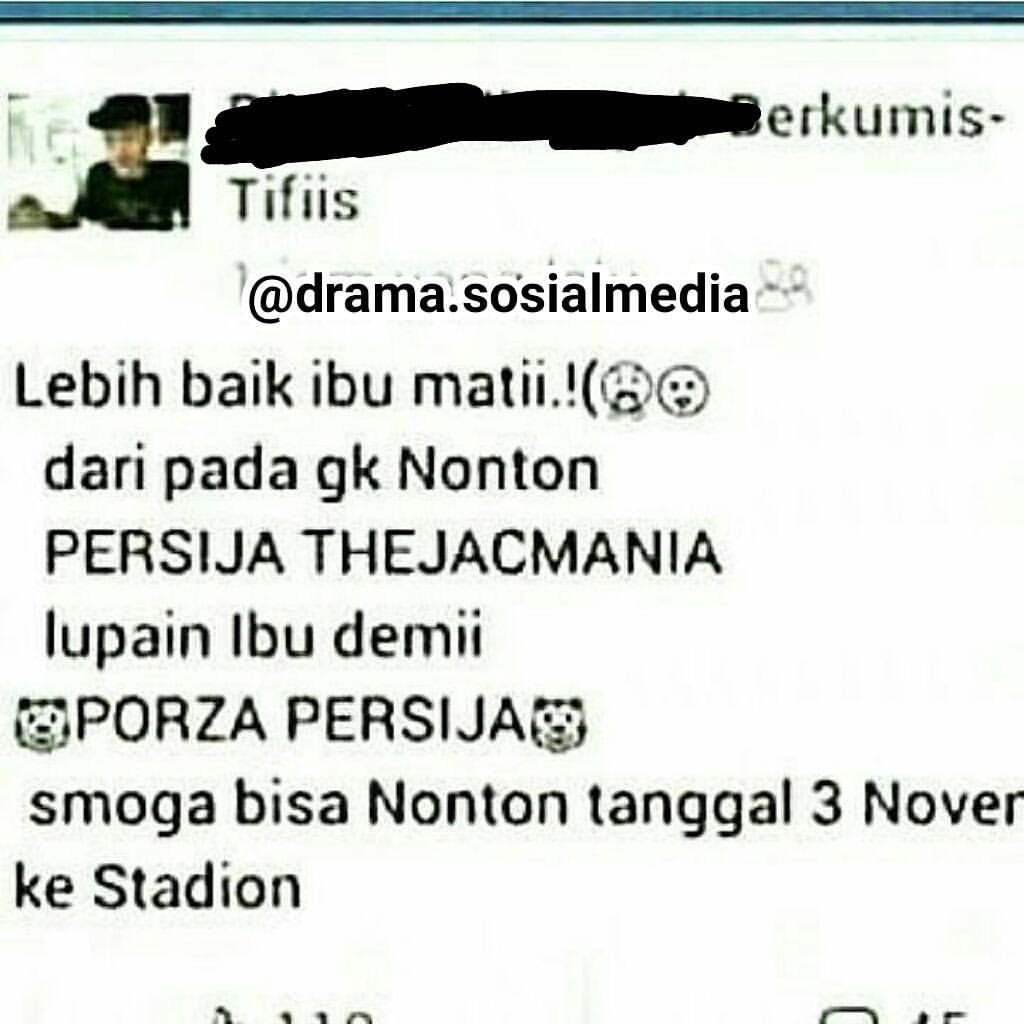 Berkumis-
Tifiis
@drama.sosialmedia
Lebih baik ibu matii.!(
dari pada gk Nonton
PERSIJA THEJACMANIA
lupain Ibu demii
PORZA PERSIJA
smoga bisa Nonton tanggal 3 Nover
ke Stadion